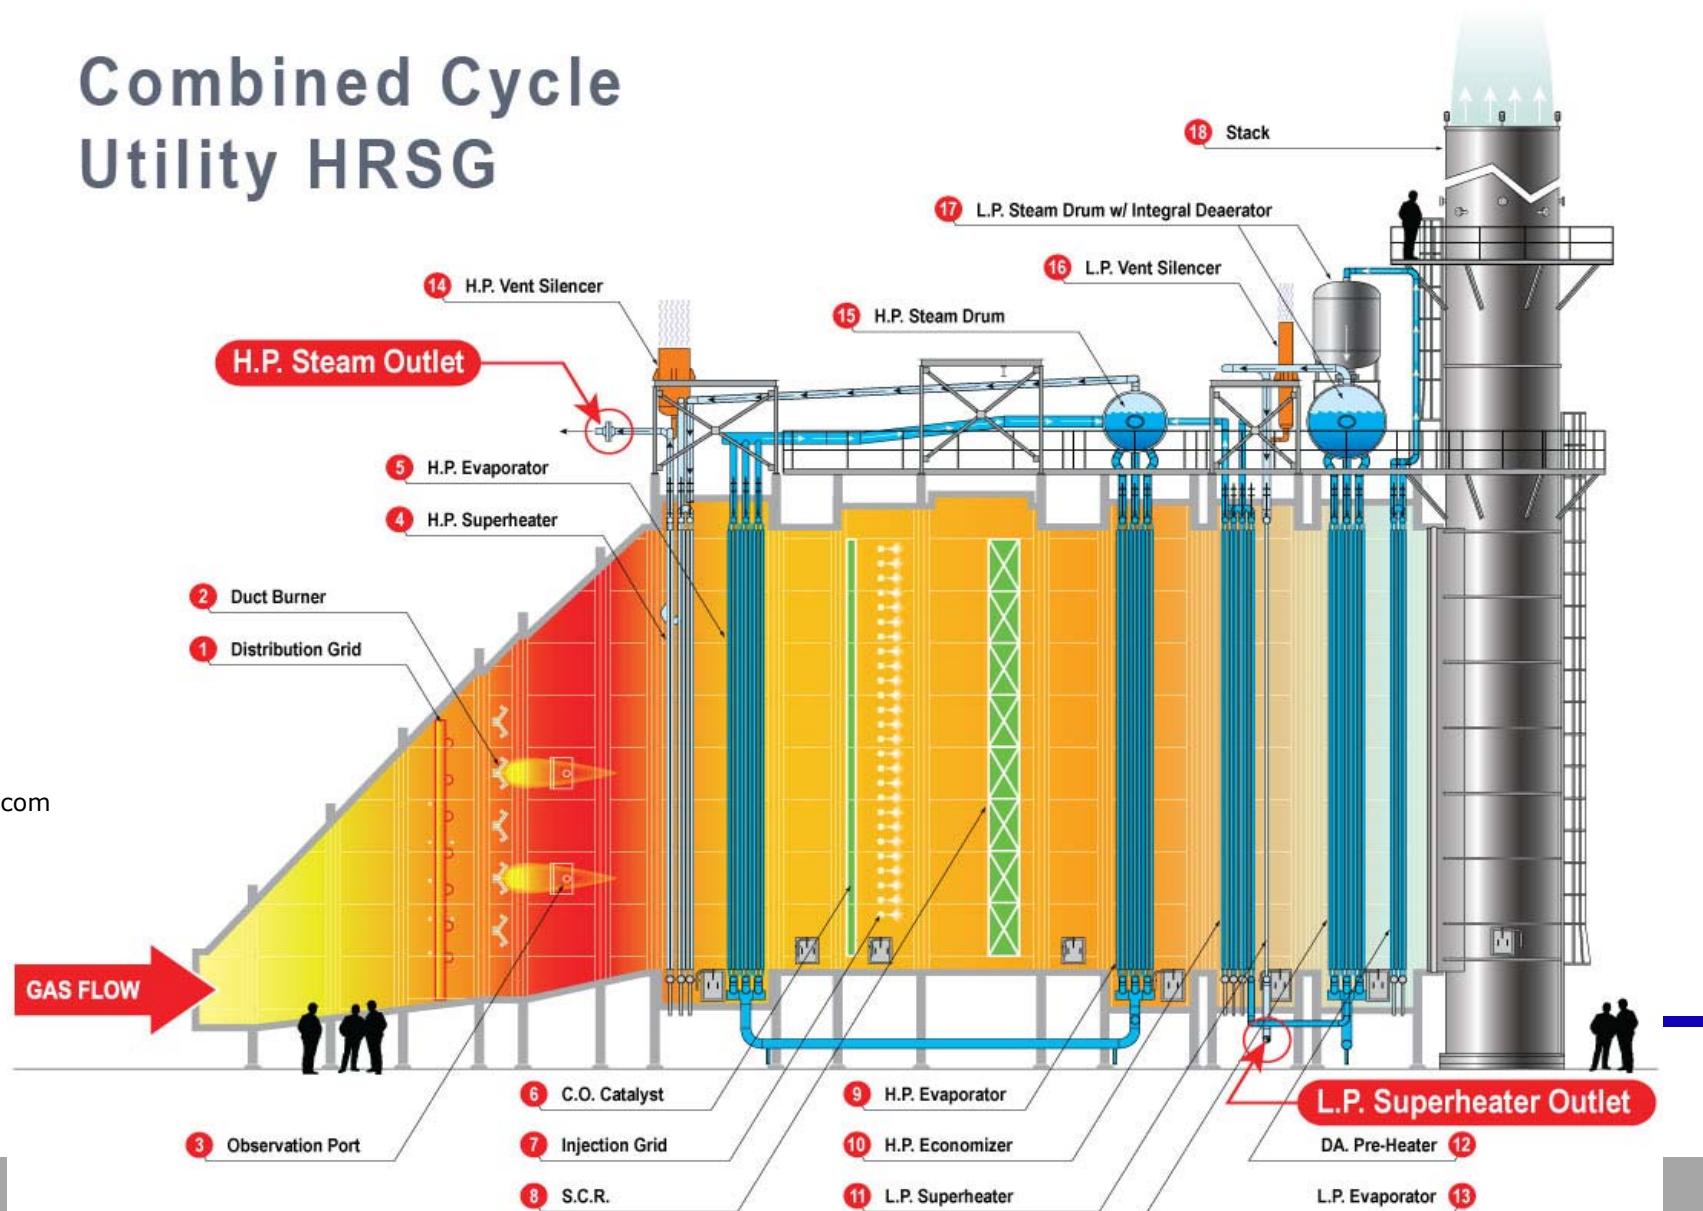 Combined Cycle
Utility HRSG
18 Stack
17 L.P. Steam Drum w/ Integral Deaerator
16 L.P. Vent Silencer
14 H.P. Vent Silencer
15 H.P. Steam Drum
H.P. Steam Outlet
5 H.P. Evaporator
4 H.P. Superheater
2 Duct Burner
1 Distribution Grid
com
GAS FLOW
6 C.O. Catalyst
9 H.P. Evaporator
L.P. Superheater Outlet
3 Observation Port
7 Injection Grid
10 H.P. Economizer
DA. Pre-Heater 12
8 S.C.R.
11 L.P. Superheater
L.P. Evaporator 13